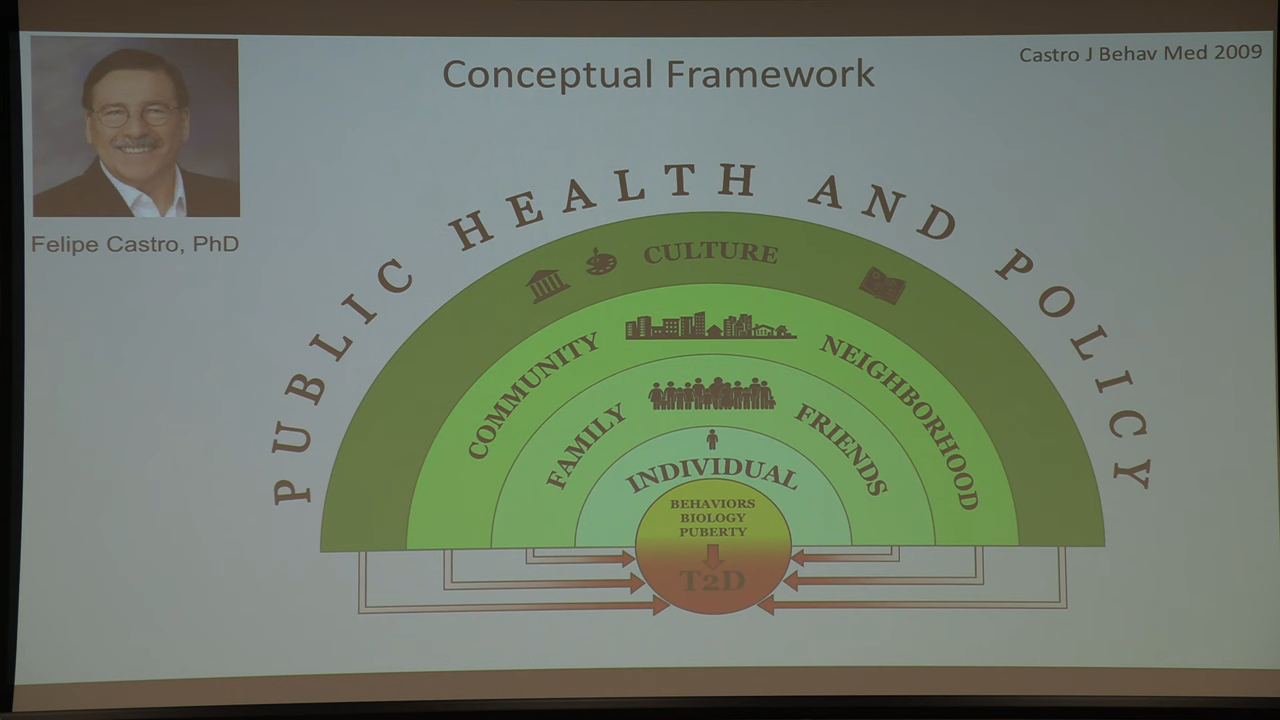 Conceptual Framework
Castro J Behav Med 2009
Felipe Castro, PhD
PUBLIC HEALTH AND POLICY
CULTURE
COMMUNITY
NEIGHBORHOOD
FAMILY
FRIENDS
INDIVIDUAL
BEHAVIORS
BIOLOGY
PUBERTY
T2D